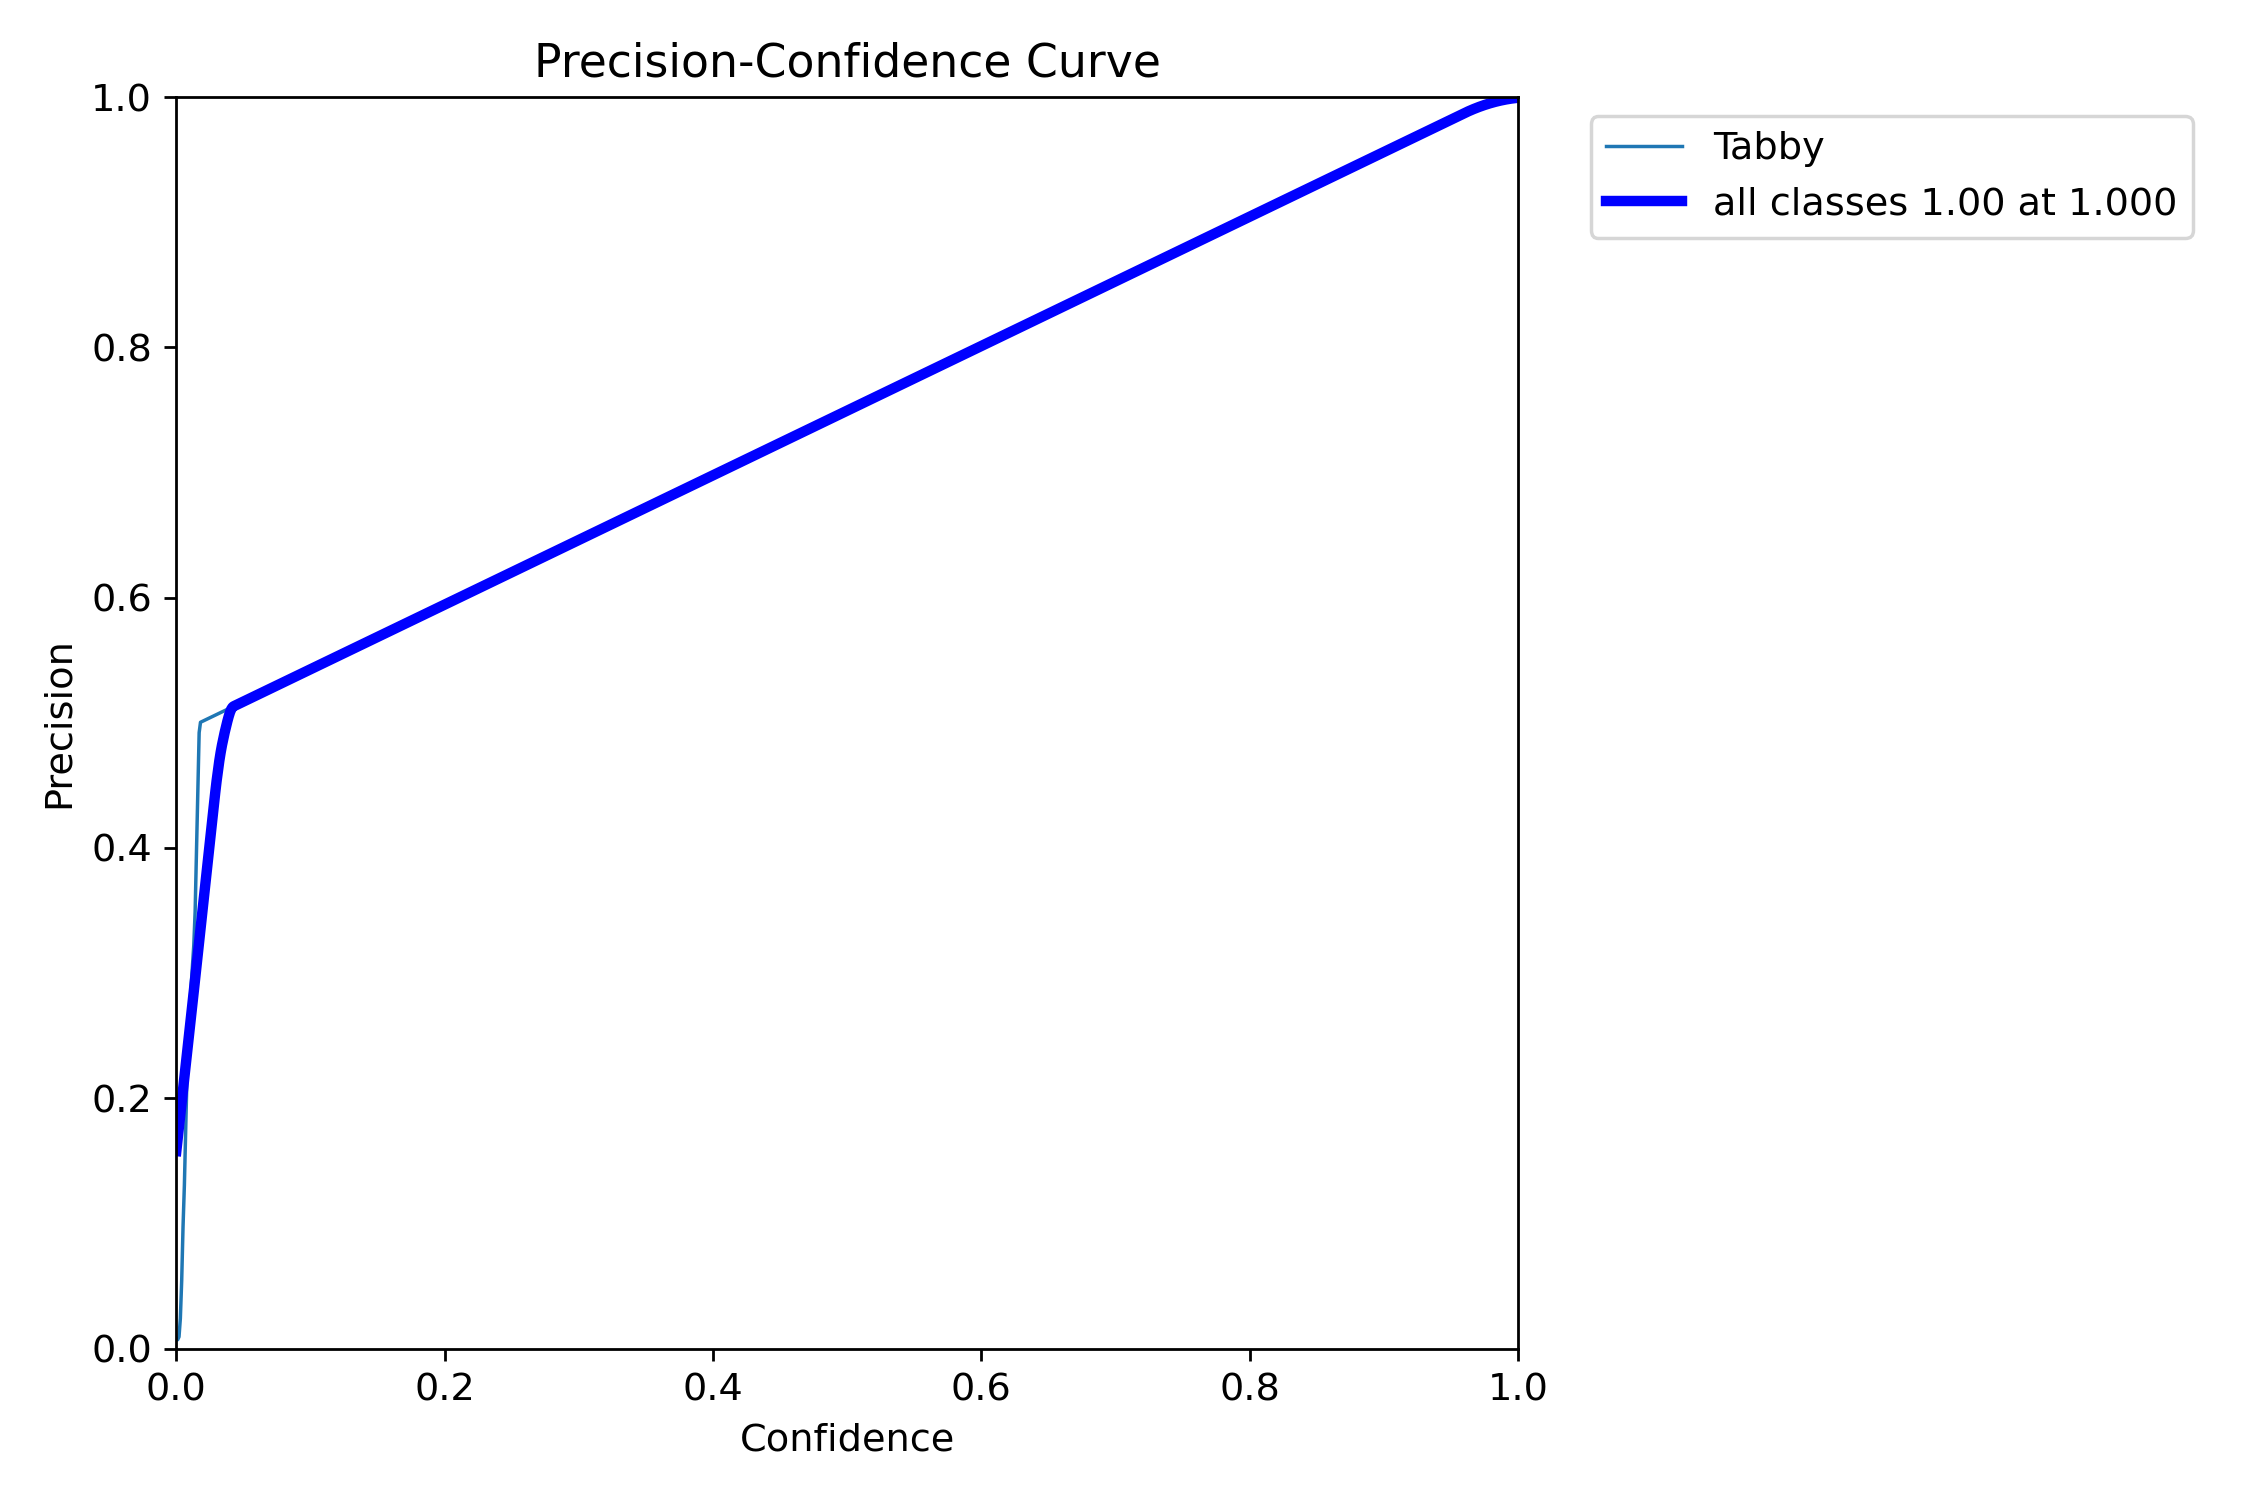 Precision-Confidence Curve
1.0
0.8
0.6
0.4
0.2
0.0
Precision
0.0 0.2 0.4 0.6 0.8 1.0
Confidence
Tabby
all classes 1.00 at 1.000